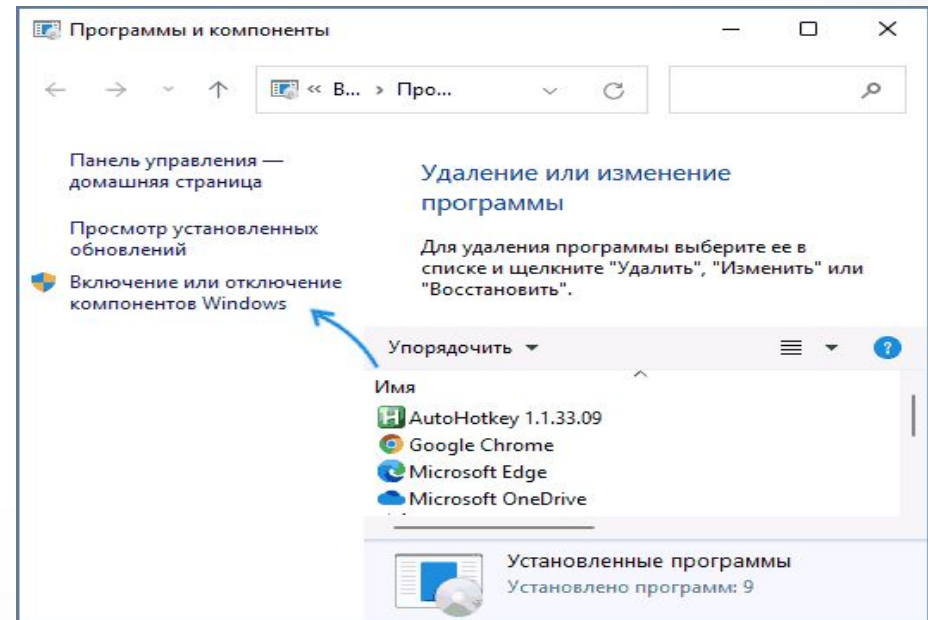 Программы и компоненты
« В... › Про...
Панель управления —
домашняя страница
Просмотр установленных
обновлений
Включение или отключение
компонентов Windows
Удаление или изменение
программы
Для удаления программы выберите ее в
списке и щелкните "Удалить", "Изменить" или
"Восстановить".
Упорядочить
?
Имя
AutoHotkey 1.1.33.09
Google Chrome
Microsoft Edge
Microsoft OneDrive
Установленные программы
Установлено программ: 9